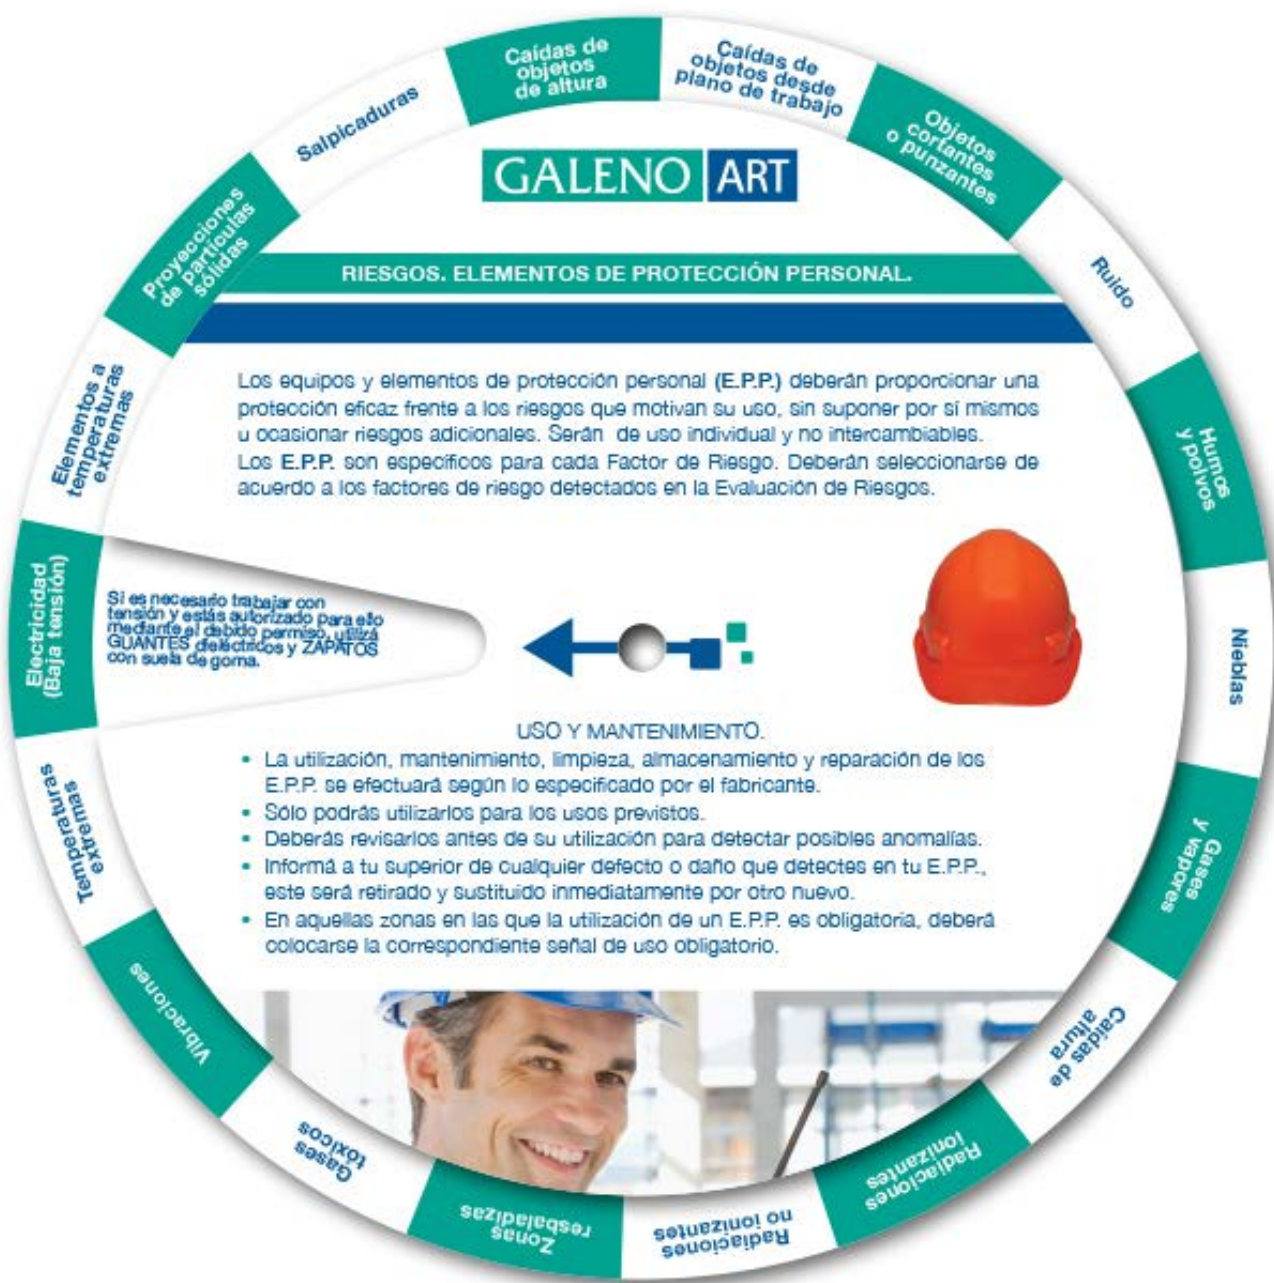 Caídas de
objetos
de altura
Caídas de
objetos desde
plano de trabajo
Objetos
cortantes
o punzantes
Ruido
Humos
y polvos
Nieblas
Gases
y vapores
Caídas de
altura
Radiaciones
ionizantes
Radiaciones
no ionizantes
Zonas
resbaladizas
Gases
tóxicos
Vibraciones
Temperaturas
extremas
Electricidad
(Baja tensión)
Elementos a
temperaturas
extremas
Proyecciones
de partículas
sólidas
Salpicaduras
GALENO ART
RIESGOS. ELEMENTOS DE PROTECCIÓN PERSONAL.
Los equipos y elementos de protección personal (E.P.P.) deberán proporcionar una
protección eficaz frente a los riesgos que motivan su uso, sin suponer por sí mismos
u ocasionar riesgos adicionales. Serán de uso individual y no intercambiables.
Los E.P.P. son específicos para cada Factor de Riesgo. Deberán seleccionarse de
acuerdo a los factores de riesgo detectados en la Evaluación de Riesgos.
Si es necesario trabajar con
tensión y estás autorizado para ello
mediante el debido permiso, utilizá
GUANTES dieléctricos y ZAPATOS
con suela de goma.
USO Y MANTENIMIENTO.
• La utilización, mantenimiento, limpieza, almacenamiento y reparación de los
E.P.P. se efectuará según lo especificado por el fabricante.
• Sólo podrás utilizarlos para los usos previstos.
• Deberás revisarlos antes de su utilización para detectar posibles anomalías.
• Informá a tu superior de cualquier defecto o daño que detectes en tu E.P.P.,
este será retirado y sustituido inmediatamente por otro nuevo.
• En aquellas zonas en las que la utilización de un E.P.P. es obligatoria, deberá
colocarse la correspondiente señal de uso obligatorio.